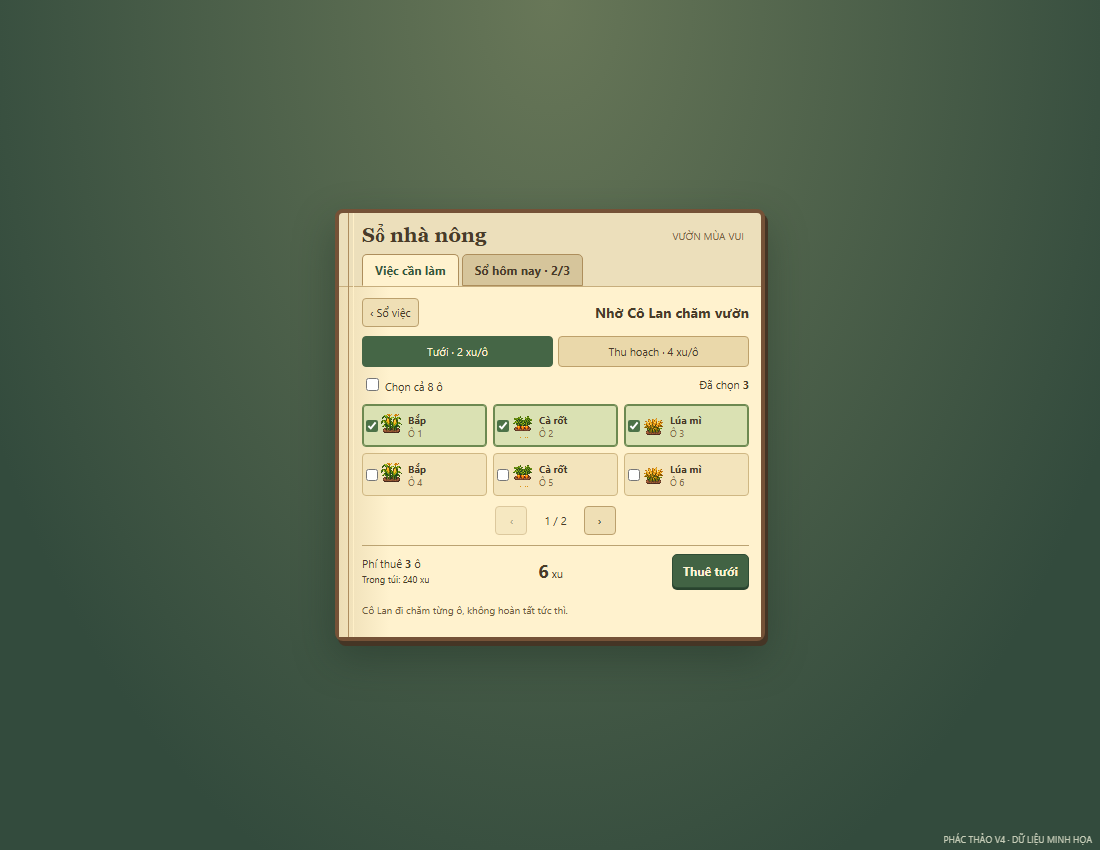 Sổ nhà nông
VƯỜN MÙA VUI
Việc cần làm
Sổ hôm nay · 2/3
‹ Sổ việc
Nhờ Cô Lan chăm vườn
Tưới · 2 xu/ô
Thu hoạch · 4 xu/ô
Chọn cả 8 ô
Đã chọn 3
Bắp
Ô 1
Cà rốt
Ô 2
Lúa mì
Ô 3
Bắp
Ô 4
Cà rốt
Ô 5
Lúa mì
Ô 6
‹ 1 / 2 ›
Phí thuê 3 ô
Trong túi: 240 xu
6 xu
Thuê tưới
Cô Lan đi chăm từng ô, không hoàn tất tức thì.
PHÁC THẢO V4 · DỮ LIỆU MINH HỌA